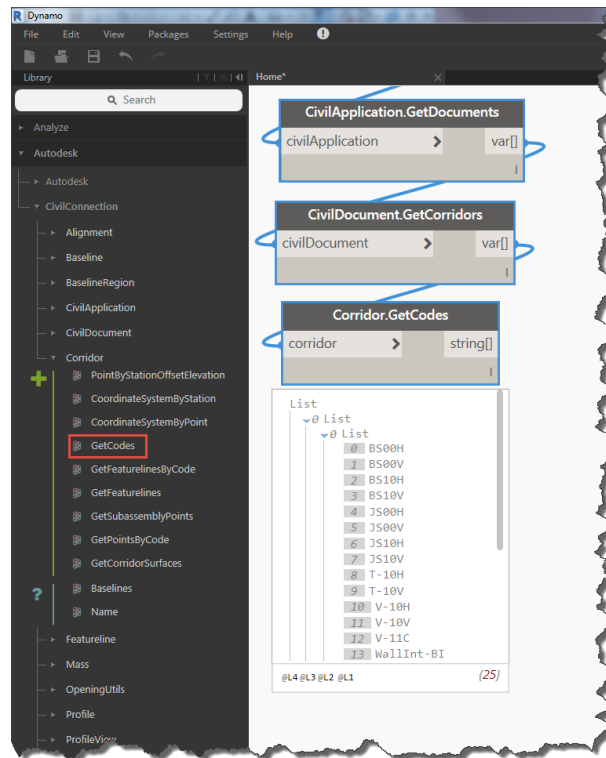 R Dynamo
File Edit View Packages Settings Help !
Library
Home*
Search
Analyze
Autodesk
Autodesk
CivilConnection
Alignment
Baseline
BaselineRegion
CivilApplication
CivilDocument
Corridor
PointByStationOffsetElevation
CoordinateSystemByStation
CoordinateSystemByPoint
GetCodes
GetFeaturelinesByCode
GetFeaturelines
GetSubassemblyPoints
GetPointsByCode
GetCorridorSurfaces
?
Baselines
Name
Featureline
Mass
OpeningUtils
Profile
ProfileView
CivilApplication.GetDocuments
civilApplication > var[]
l
CivilDocument.GetCorridors
civilDocument > var[]
l
Corridor.GetCodes
corridor > string[]
l
List
0 List
0 List
0 BS00H
1 BS00V
2 BS10H
3 BS10V
4 JS00H
5 JS00V
6 JS10H
7 JS10V
8 T-10H
9 T-10V
10 V-10H
11 V-10V
12 V-11C
13 WallInt-BI
@L4 @L3 @L2 @L1 {25}